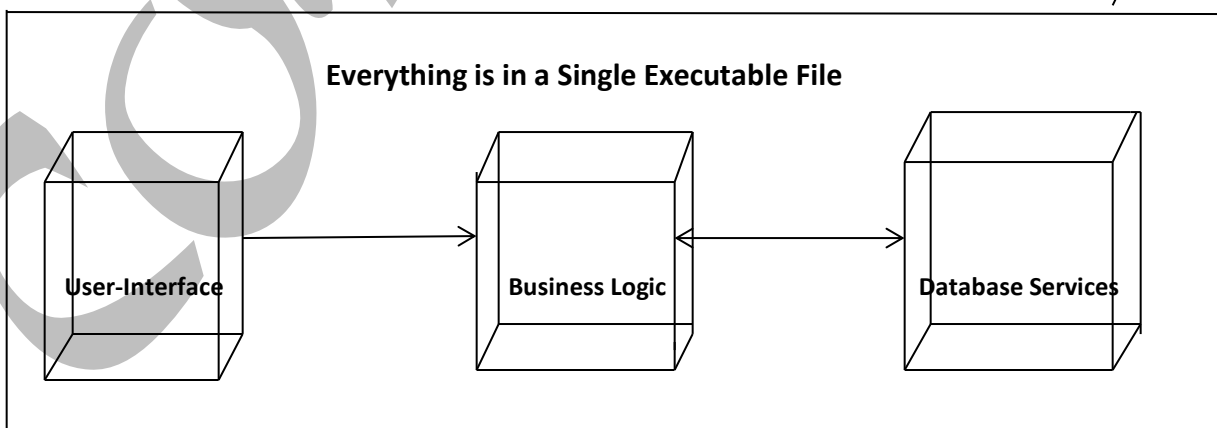 Everything is in a Single Executable File
User-Interface
Business Logic
Database Services